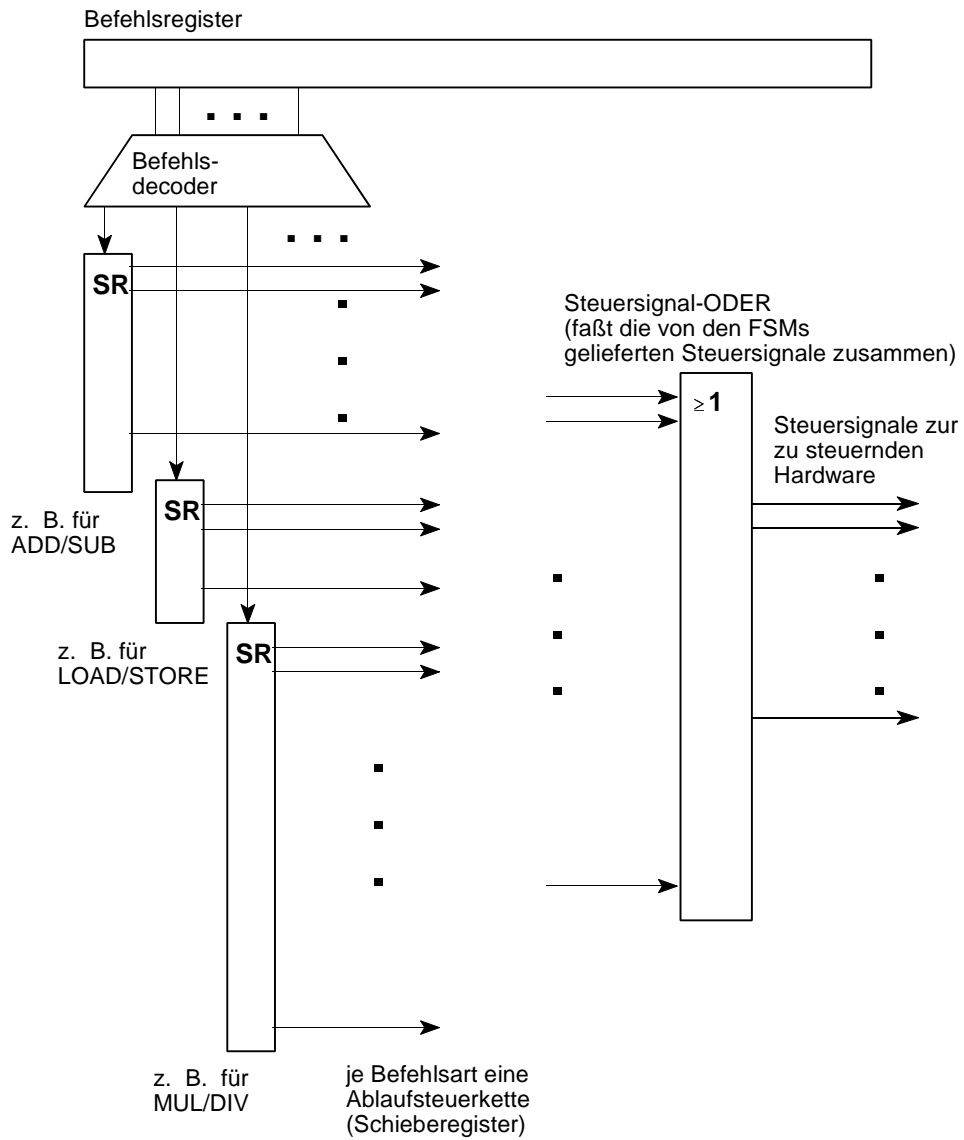 Befehlsregister
Befehls-
decoder
SR
Steuersignal-ODER
(faßt die von den FSMs
gelieferten Steuersignale zusammen)
≥1
Steuersignale zur
zu steuernden
Hardware
SR
z. B. für
ADD/SUB
z. B. für
LOAD/STORE
SR
z. B. für
MUL/DIV
je Befehlsart eine
Ablaufsteuerkette
(Schieberegister)